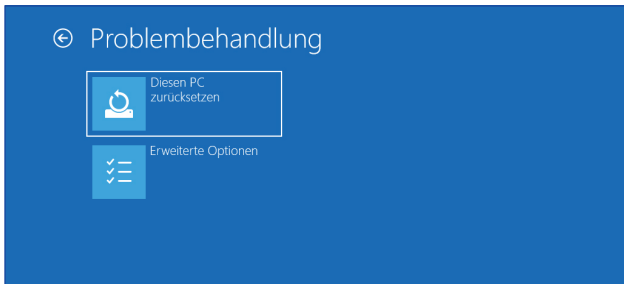 Problembehandlung
Diesen PC
zurücksetzen
Erweiterte Optionen